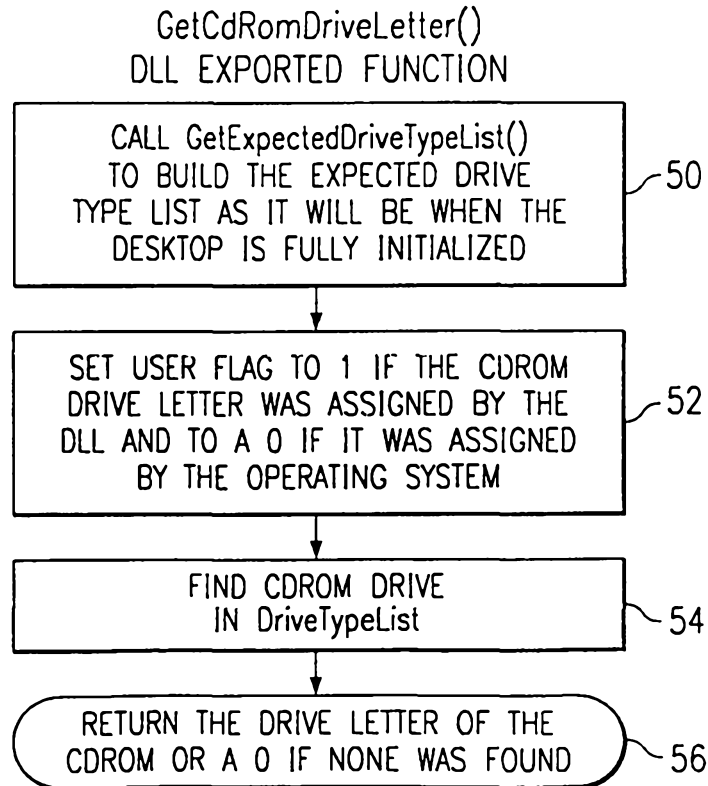 GetCdRomDriveLetter()
DLL EXPORTED FUNCTION
CALL GetExpectedDriveTypeList()
TO BUILD THE EXPECTED DRIVE
TYPE LIST AS IT WILL BE WHEN THE
DESKTOP IS FULLY INITIALIZED
50
SET USER FLAG TO 1 IF THE CDROM
DRIVE LETTER WAS ASSIGNED BY THE
DLL AND TO A 0 IF IT WAS ASSIGNED
BY THE OPERATING SYSTEM
52
FIND CDROM DRIVE
IN DriveTypeList
54
RETURN THE DRIVE LETTER OF THE
CDROM OR A 0 IF NONE WAS FOUND
56